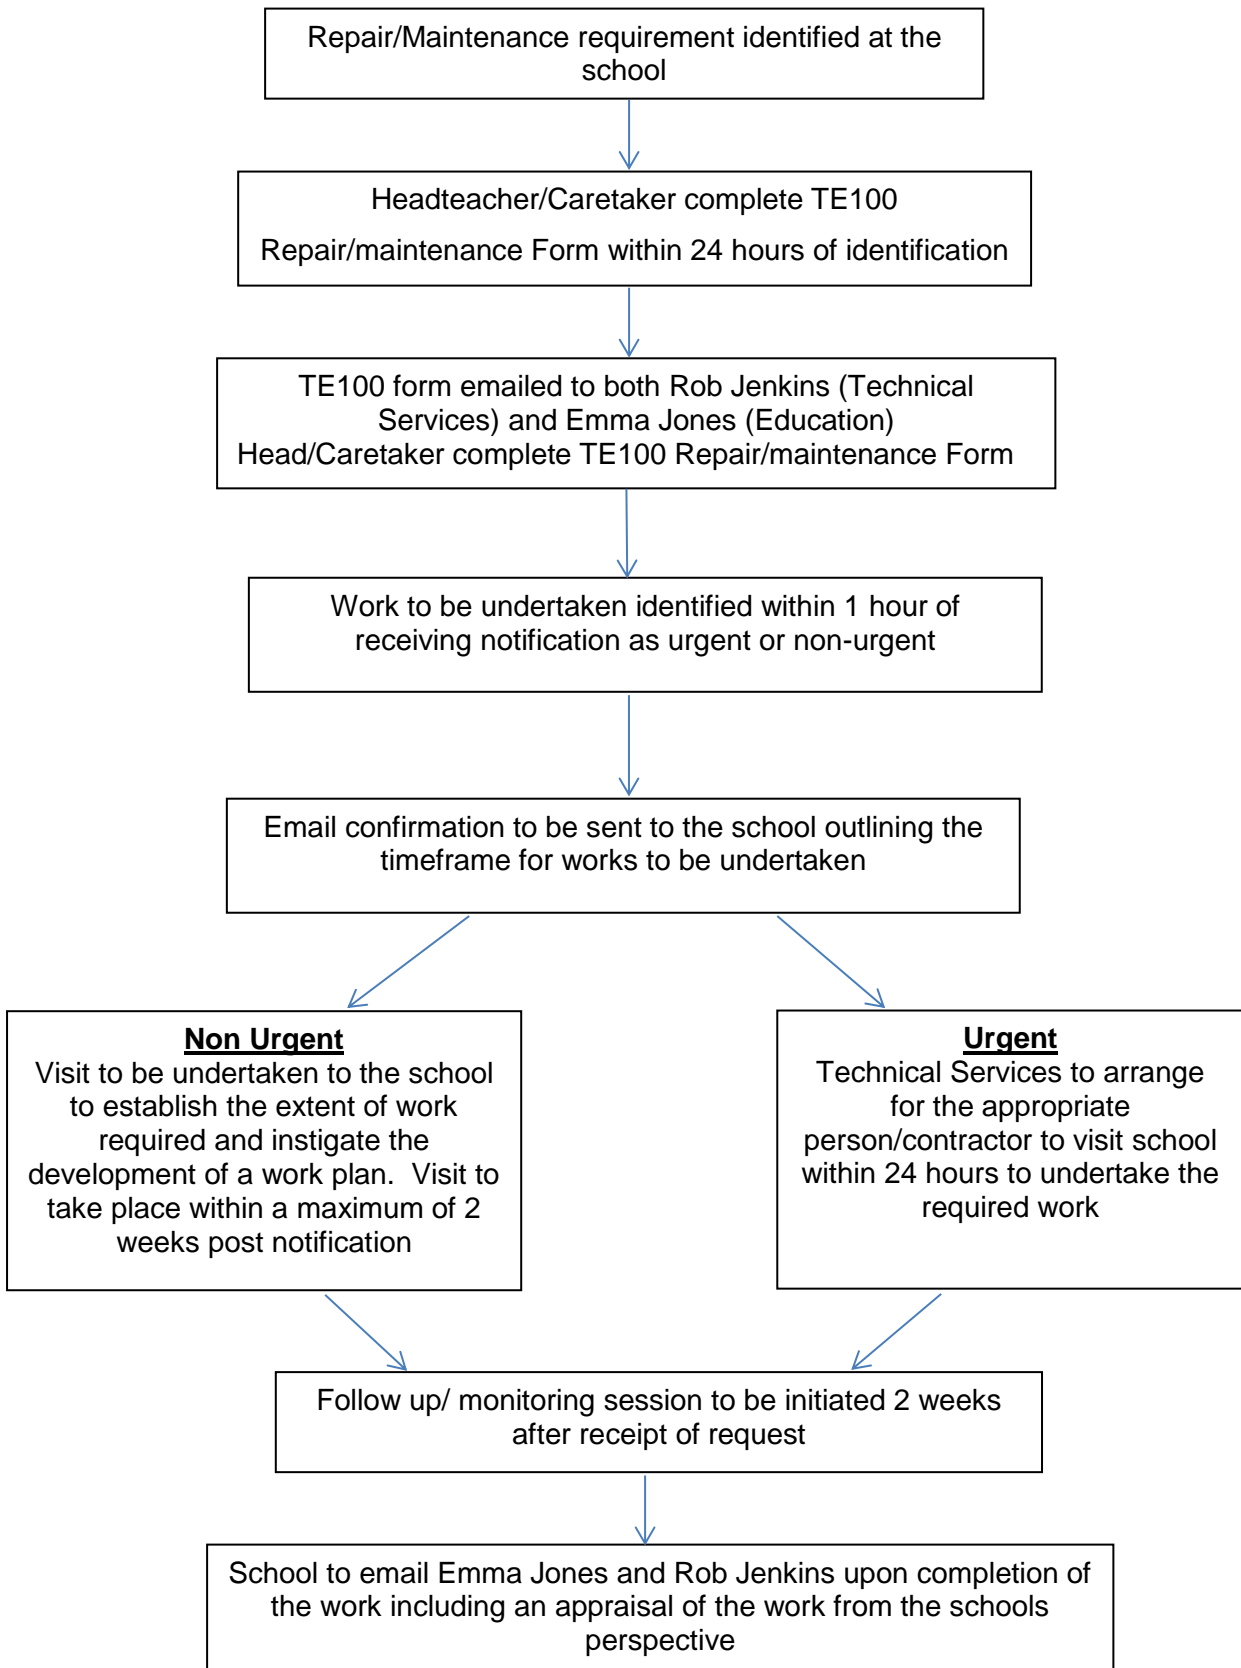 Repair/Maintenance requirement identified at the
school
Headteacher/Caretaker complete TE100
Repair/maintenance Form within 24 hours of identification
TE100 form emailed to both Rob Jenkins (Technical
Services) and Emma Jones (Education)
Head/Caretaker complete TE100 Repair/maintenance Form
Work to be undertaken identified within 1 hour of
receiving notification as urgent or non-urgent
Email confirmation to be sent to the school outlining the
timeframe for works to be undertaken
Non Urgent
Visit to be undertaken to the school
to establish the extent of work
required and instigate the
development of a work plan.  Visit to
take place within a maximum of 2
weeks post notification
Urgent
Technical Services to arrange
for the appropriate
person/contractor to visit school
within 24 hours to undertake the
required work
Follow up/ monitoring session to be initiated 2 weeks
after receipt of request
School to email Emma Jones and Rob Jenkins upon completion of
the work including an appraisal of the work from the schools
perspective